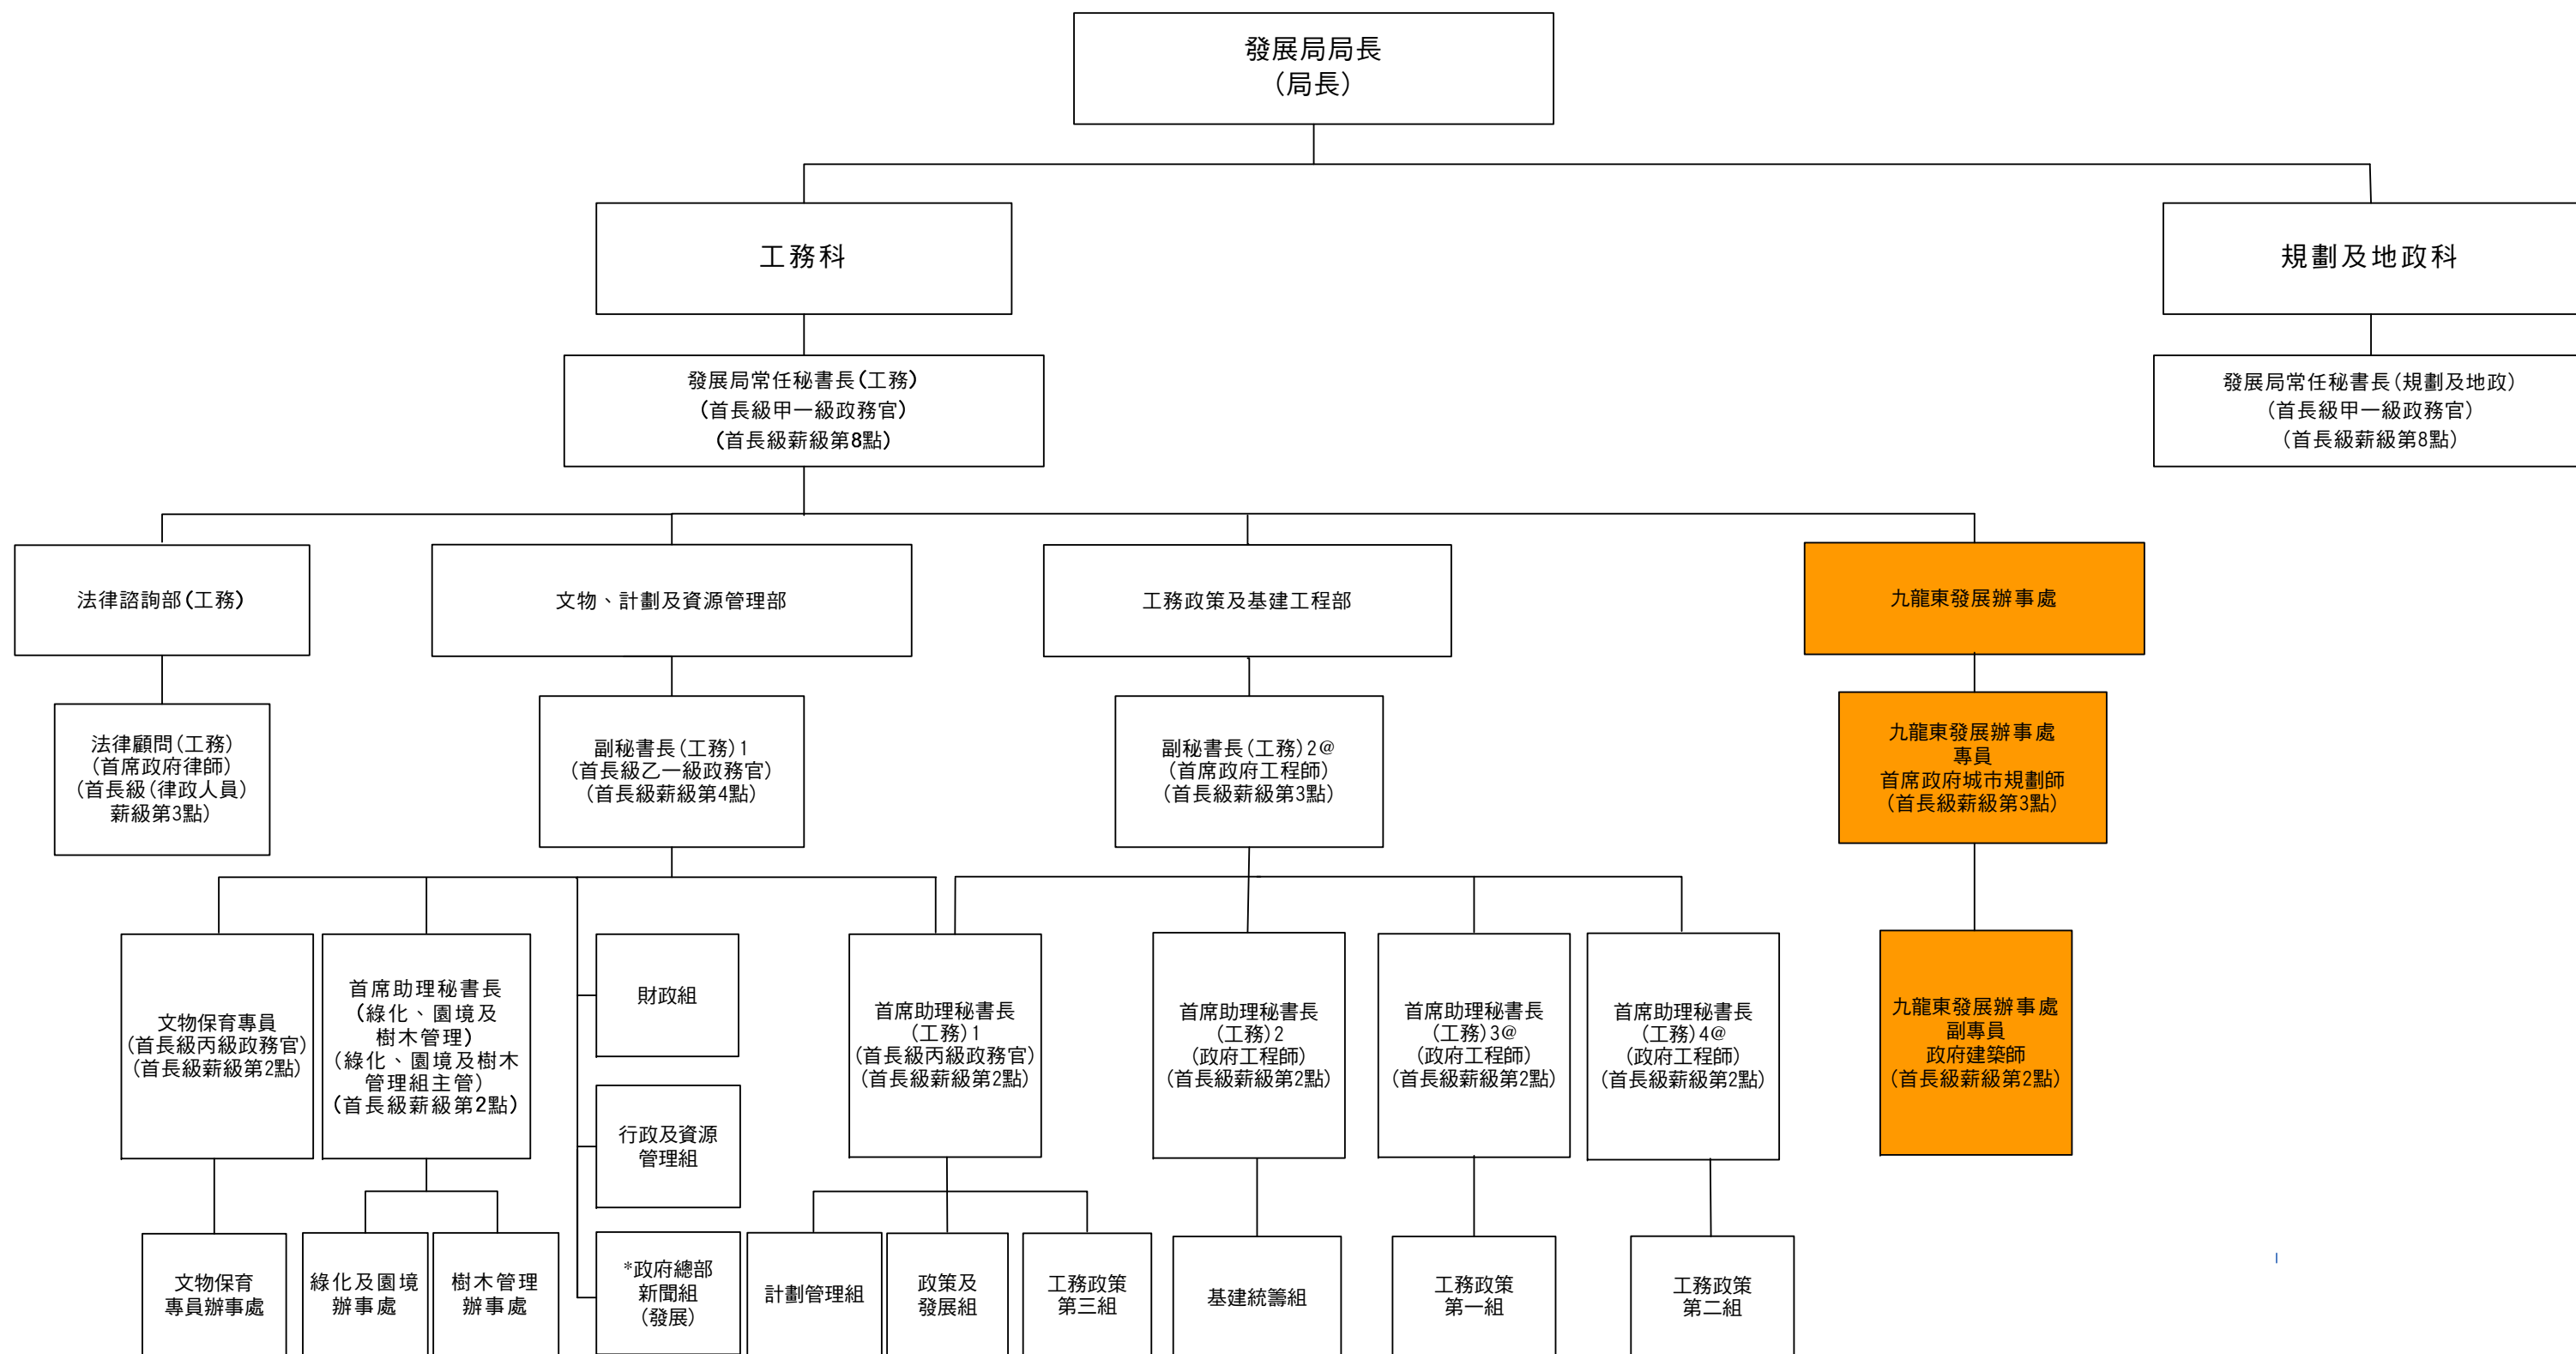 發展局局長
(局長)
工務科
規劃及地政科
發展局常任秘書長(工務)
(首長級甲一級政務官)
(首長級薪級第8點)
發展局常任秘書長(規劃及地政)
(首長級甲一級政務官)
(首長級薪級第8點)
法律諮詢部(工務)
文物、計劃及資源管理部
工務政策及基建工程部
九龍東發展辦事處
法律顧問(工務)
(首席政府律師)
(首長級(律政人員)
薪級第3點)
副秘書長(工務)1
(首長級乙一級政務官)
(首長級薪級第4點)
副秘書長(工務)2@
(首席政府工程師)
(首長級薪級第3點)
九龍東發展辦事處
專員
首席政府城市規劃師
(首長級薪級第3點)
文物保育專員
(首長級丙級政務官)
(首長級薪級第2點)
首席助理秘書長
(綠化、園境及
樹木管理)
(綠化、園境及樹木
管理組主管)
(首長級薪級第2點)
財政組
行政及資源
管理組
*政府總部
新聞組
(發展)
首席助理秘書長
(工務)1
(首長級丙級政務官)
(首長級薪級第2點)
首席助理秘書長
(工務)2
(政府工程師)
(首長級薪級第2點)
首席助理秘書長
(工務)3@
(政府工程師)
(首長級薪級第2點)
首席助理秘書長
(工務)4@
(政府工程師)
(首長級薪級第2點)
九龍東發展辦事處
副專員
政府建築師
(首長級薪級第2點)
文物保育
專員辦事處
綠化及園境
辦事處
樹木管理
辦事處
計劃管理組
政策及
發展組
工務政策
第三組
基建統籌組
工務政策
第一組
工務政策
第二組